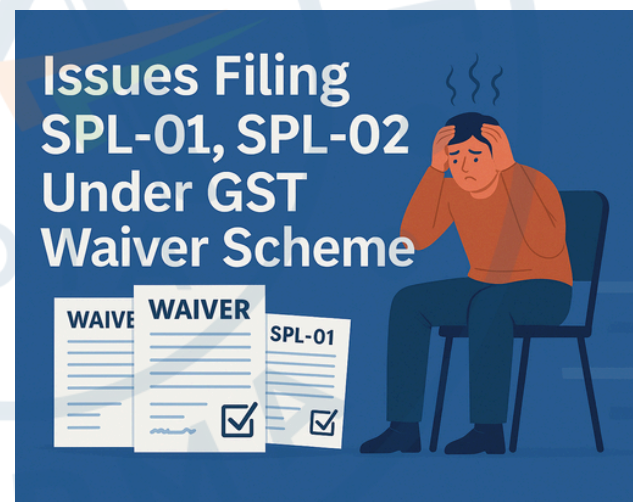 Issues Filing
SPL-01, SPL-02
Under GST
Waiver Scheme
WAIVE
WAIVER
SPL-01